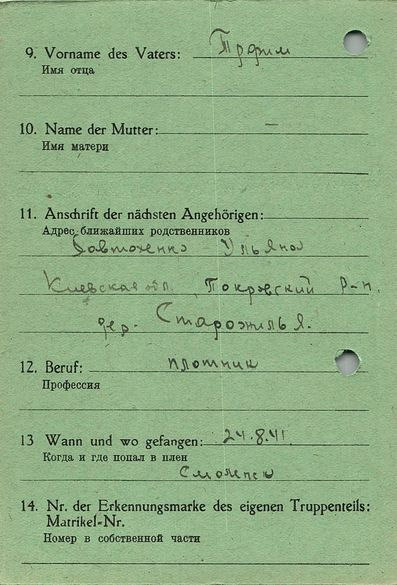 9. Vorname des Vaters: Трофим
Имя отца
10. Name der Mutter: —
Имя матери
11. Anschrift der nächsten Angehörigen:
Адрес ближайших родственников
Ульяна
Киевская обл., Покровский р-н.
дер. Старожилья.
12. Beruf: плотник
Профессия
13 Wann und wo gefangen: 24.8.41.
Когда и где попал в плен
Смоленск
14. Nr. der Erkennungsmarke des eigenen Truppenteils:
Matrikel-Nr.
Номер в собственной части